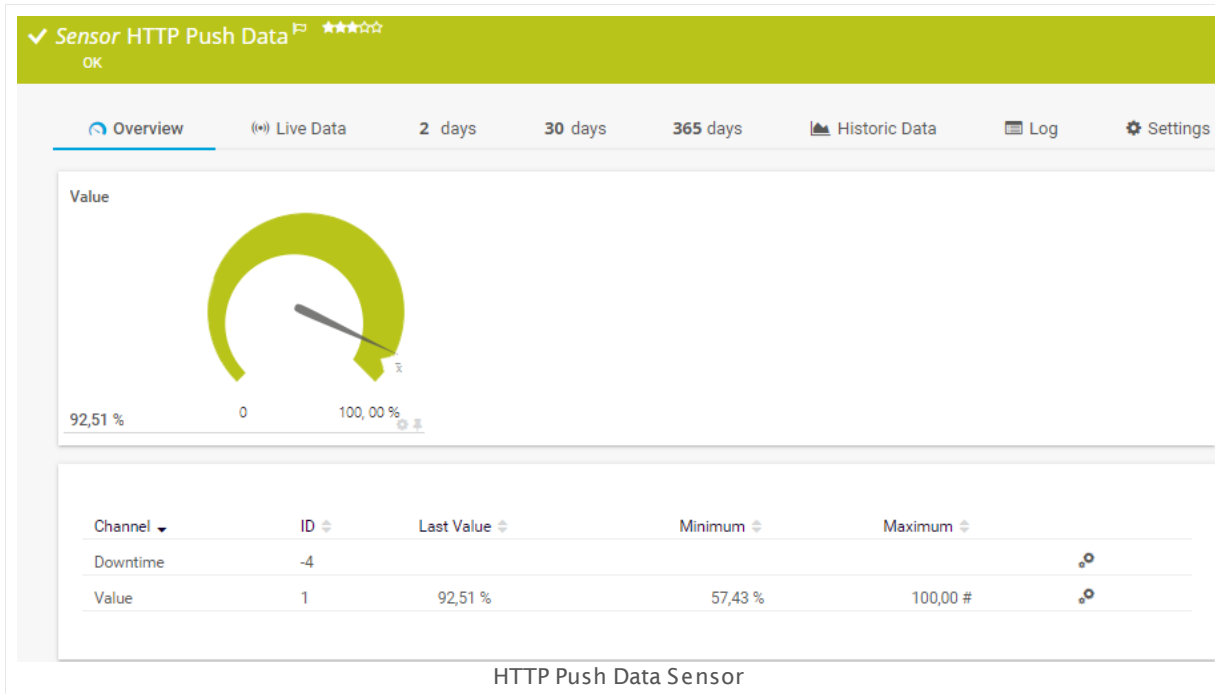 Sensor HTTP Push Data
OK
Overview Live Data 2 days 30 days 365 days Historic Data Log Settings
Value
x̄
92,51 % 0 100, 00 %
Channel ID Last Value Minimum Maximum
Downtime -4
Value 1 92,51 % 57,43 % 100,00 #
HTTP Push Data Sensor